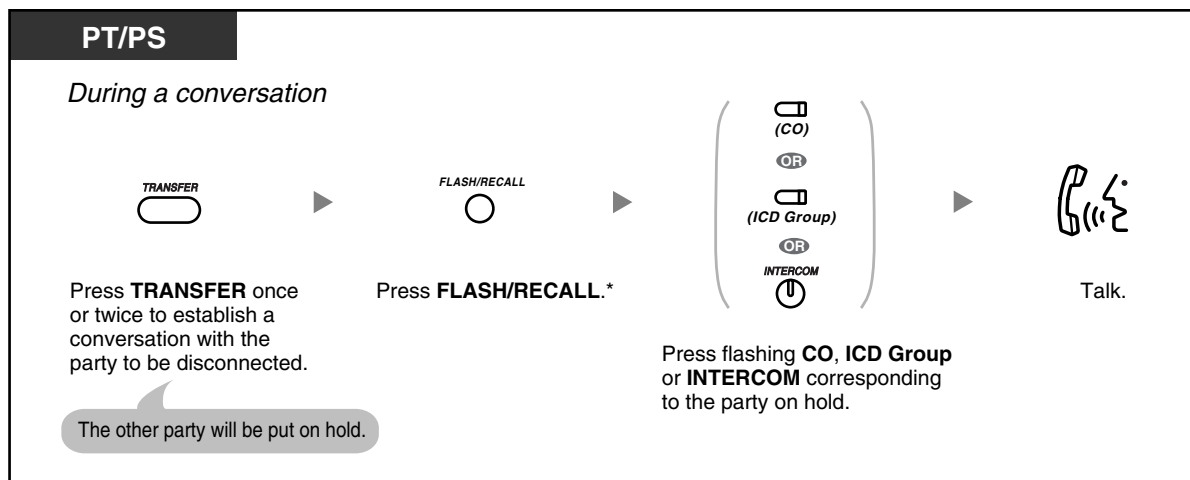 PT/PS
During a conversation
TRANSFER
Press TRANSFER once
or twice to establish a
conversation with the
party to be disconnected.
The other party will be put on hold.
FLASH/RECALL
Press FLASH/RECALL.*
(CO)
OR
(ICD Group)
OR
INTERCOM
Press flashing CO, ICD Group
or INTERCOM corresponding
to the party on hold.
Talk.